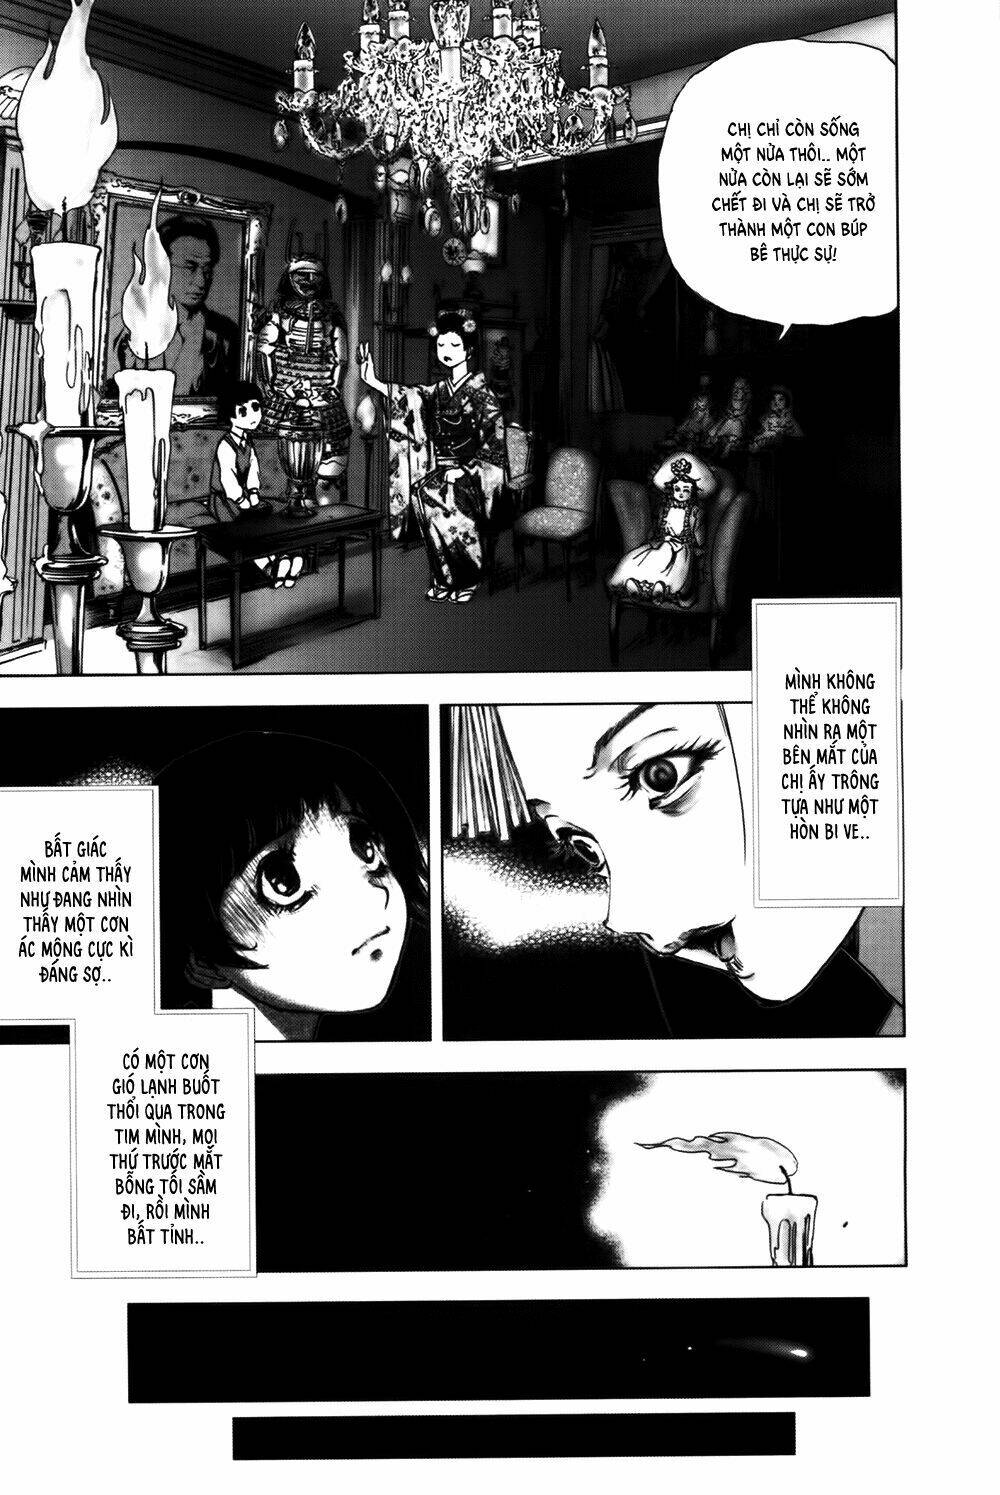 CHỊ CHỈ CÒN SỐNG
MỘT NỬA THÔI.. MỘT
NỬA CÒN LẠI SẼ SỚM
CHẾT ĐI VÀ CHỊ SẼ TRỞ
THÀNH MỘT CON BÚP
BÊ THỰC SỰ!
MÌNH KHÔNG
THỂ KHÔNG
NHÌN RA MỘT
BÊN MẮT CỦA
CHỊ ẤY TRÔNG
TỰA NHƯ MỘT
HÒN BI VE..
BẤT GIÁC
MÌNH CẢM THẤY
NHƯ ĐANG NHÌN
THẤY MỘT CƠN
ÁC MỘNG CỰC KÌ
ĐÁNG SỢ..
CÓ MỘT CƠN
GIÓ LẠNH BUỐT
THỔI QUA TRONG
TIM MÌNH, MỌI
THỨ TRƯỚC MẮT
BỖNG TỐI SẦM
ĐI, RỒI MÌNH
BẤT TỈNH..